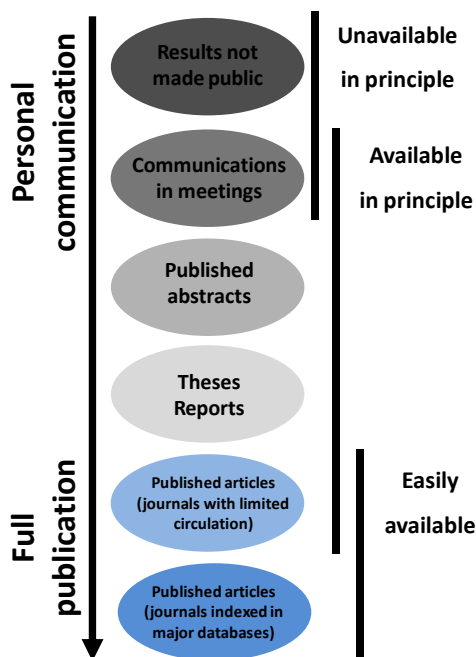 Personal
communication
Full
publication
Results not
made public
Communications
in meetings
Published
abstracts
Theses
Reports
Published articles
(journals with limited
circulation)
Published articles
(journals indexed in
major databases)
Unavailable
in principle
Available
in principle
Easily
available